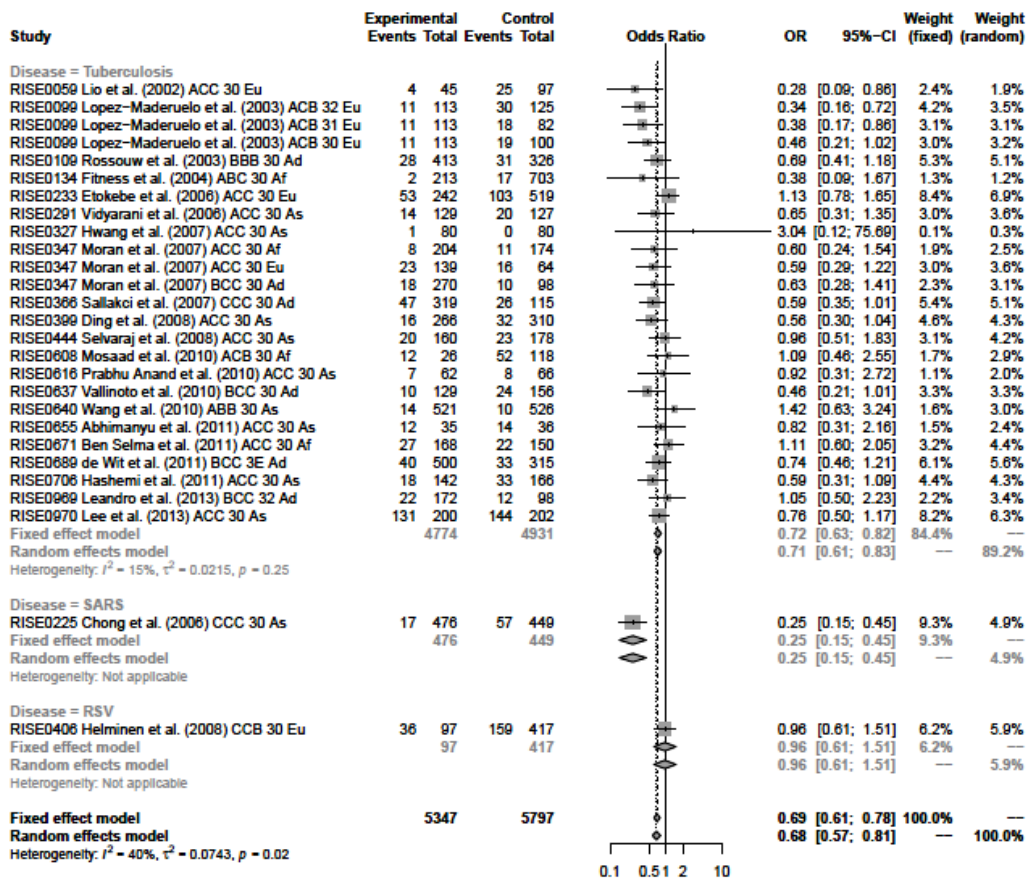 Experimental Control Weight Weight
Study Events Total Events Total Odds Ratio OR 95%−CI (fixed) (random)
Disease = Tuberculosis
RISE0059 Lio et al. (2002) ACC 30 Eu 4 45 25 97 0.28 [0.09; 0.86] 2.4% 1.9%
RISE0099 Lopez−Maderuelo et al. (2003) ACB 32 Eu 11 113 30 125 0.34 [0.16; 0.72] 4.2% 3.5%
RISE0099 Lopez−Maderuelo et al. (2003) ACB 31 Eu 11 113 18 82 0.38 [0.17; 0.86] 3.1% 3.1%
RISE0099 Lopez−Maderuelo et al. (2003) ACB 30 Eu 11 113 19 100 0.46 [0.21; 1.02] 3.0% 3.2%
RISE0109 Rossouw et al. (2003) BBB 30 Ad 28 413 31 326 0.69 [0.41; 1.18] 5.3% 5.1%
RISE0134 Fitness et al. (2004) ABC 30 Af 2 213 17 703 0.38 [0.09; 1.67] 1.3% 1.2%
RISE0233 Etokebe et al. (2006) ACC 30 Eu 53 242 103 519 1.13 [0.78; 1.65] 8.4% 6.9%
RISE0291 Vidyarani et al. (2006) ACC 30 As 14 129 20 127 0.65 [0.31; 1.35] 3.0% 3.6%
RISE0327 Hwang et al. (2007) ACC 30 As 1 80 0 80 3.04 [0.12; 75.69] 0.1% 0.3%
RISE0347 Moran et al. (2007) ACC 30 Af 8 204 11 174 0.60 [0.24; 1.54] 1.9% 2.5%
RISE0347 Moran et al. (2007) ACC 30 Eu 23 139 16 64 0.59 [0.29; 1.22] 3.0% 3.6%
RISE0347 Moran et al. (2007) BCC 30 Ad 18 270 10 98 0.63 [0.28; 1.41] 2.3% 3.1%
RISE0366 Sallakci et al. (2007) CCC 30 Ad 47 319 26 115 0.59 [0.35; 1.01] 5.4% 5.1%
RISE0399 Ding et al. (2008) ACC 30 As 16 266 32 310 0.56 [0.30; 1.04] 4.6% 4.3%
RISE0444 Selvaraj et al. (2008) ACC 30 As 20 160 23 178 0.96 [0.51; 1.83] 3.1% 4.2%
RISE0608 Mosaad et al. (2010) ACB 30 Af 12 26 52 118 1.09 [0.46; 2.55] 1.7% 2.9%
RISE0616 Prabhu Anand et al. (2010) ACC 30 As 7 62 8 66 0.92 [0.31; 2.72] 1.1% 2.0%
RISE0637 Vallinoto et al. (2010) BCC 30 Ad 10 129 24 156 0.46 [0.21; 1.01] 3.3% 3.3%
RISE0640 Wang et al. (2010) ABB 30 As 14 521 10 526 1.42 [0.63; 3.24] 1.6% 3.0%
RISE0655 Abhimanyu et al. (2011) ACC 30 As 12 35 14 36 0.82 [0.31; 2.16] 1.5% 2.4%
RISE0671 Ben Selma et al. (2011) ACC 30 Af 27 168 22 150 1.11 [0.60; 2.05] 3.2% 4.4%
RISE0689 de Wit et al. (2011) BCC 3E Ad 40 500 33 315 0.74 [0.46; 1.21] 6.1% 5.6%
RISE0706 Hashemi et al. (2011) ACC 30 As 18 142 33 166 0.59 [0.31; 1.09] 4.4% 4.3%
RISE0969 Leandro et al. (2013) BCC 32 Ad 22 172 12 98 1.05 [0.50; 2.23] 2.2% 3.4%
RISE0970 Lee et al. (2013) ACC 30 As 131 200 144 202 0.76 [0.50; 1.17] 8.2% 6.3%
Fixed effect model 4774 4931 0.72 [0.63; 0.82] 84.4% −−
Random effects model 0.71 [0.61; 0.83] −− 89.2%
Heterogeneity: I² = 15%, τ² = 0.0215, p = 0.25
Disease = SARS
RISE0225 Chong et al. (2006) CCC 30 As 17 476 57 449 0.25 [0.15; 0.45] 9.3% 4.9%
Fixed effect model 476 449 0.25 [0.15; 0.45] 9.3% −−
Random effects model 0.25 [0.15; 0.45] −− 4.9%
Heterogeneity: Not applicable
Disease = RSV
RISE0406 Helminen et al. (2008) CCB 30 Eu 36 97 159 417 0.96 [0.61; 1.51] 6.2% 5.9%
Fixed effect model 97 417 0.96 [0.61; 1.51] 6.2% −−
Random effects model 0.96 [0.61; 1.51] −− 5.9%
Heterogeneity: Not applicable
Fixed effect model 5347 5797 0.69 [0.61; 0.78] 100.0% −−
Random effects model 0.68 [0.57; 0.81] −− 100.0%
Heterogeneity: I² = 40%, τ² = 0.0743, p = 0.02
0.1 0.5 1 2 10